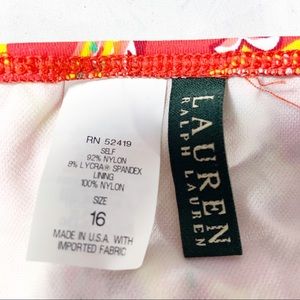 RN 52419
SELF
92% NYLON
8% LYCRA® SPANDEX
LINING
100% NYLON
SIZE
16
MADE IN U.S.A. WITH
IMPORTED FABRIC
LAUREN
RALPH LAUREN